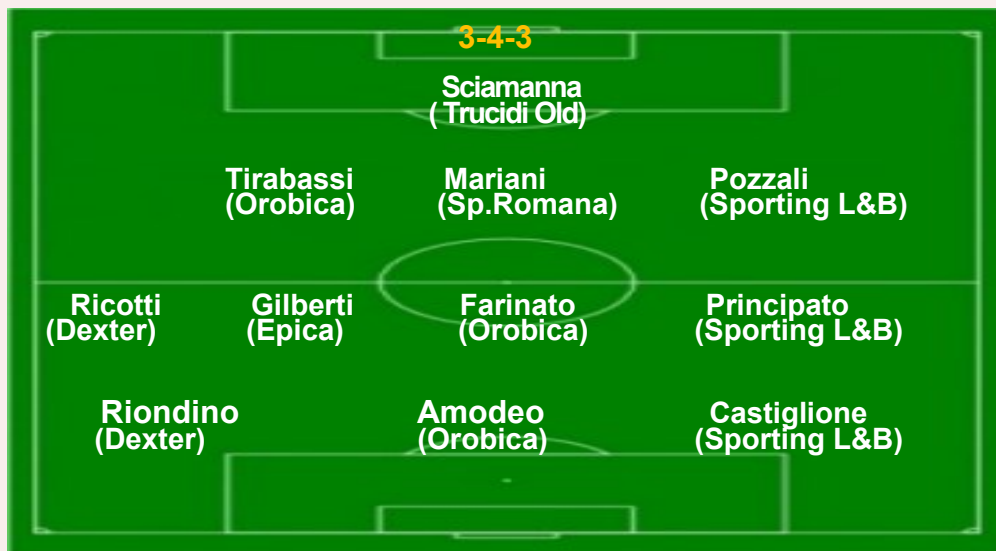 3-4-3
Sciamanna
( Trucidi Old)
Tirabassi Mariani Pozzali
(Orobica) (Sp.Romana) (Sporting L&B)
Ricotti Gilberti Farinato Principato
(Dexter) (Epica) (Orobica) (Sporting L&B)
Riondino Amodeo Castiglione
(Dexter) (Orobica) (Sporting L&B)